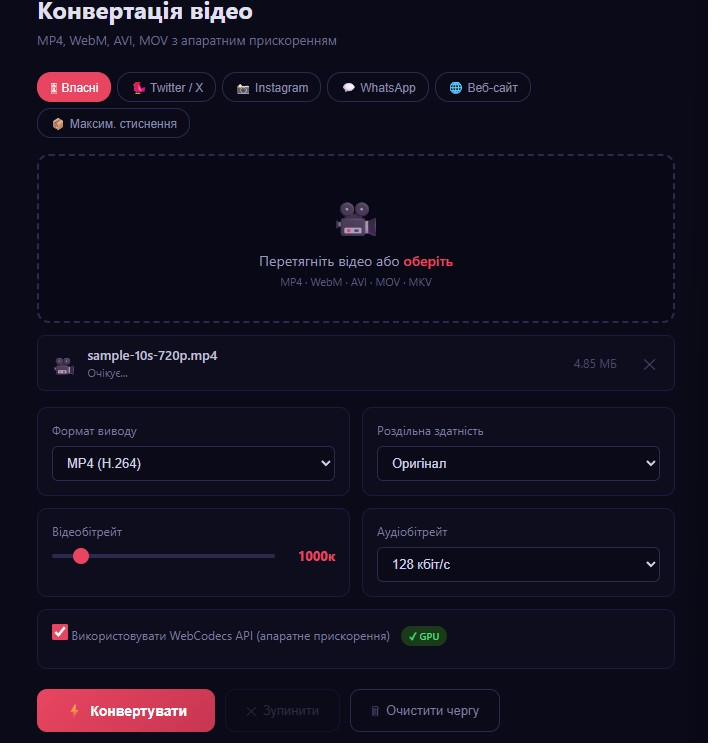 Конвертація відео
MP4, WebM, AVI, MOV з апаратним прискоренням
Власні
Twitter / X
Instagram
WhatsApp
Веб-сайт
Максим. стиснення
Перетягніть відео або оберіть
MP4 · WebM · AVI · MOV · MKV
sample-10s-720p.mp4
Очікує...
4.85 МБ
Формат виводу
MP4 (H.264)
Роздільна здатність
Оригінал
Відеобітрейт
1000к
Аудіобітрейт
128 кбіт/с
Використовувати WebCodecs API (апаратне прискорення) ✓ GPU
Конвертувати
Зупинити
Очистити чергу